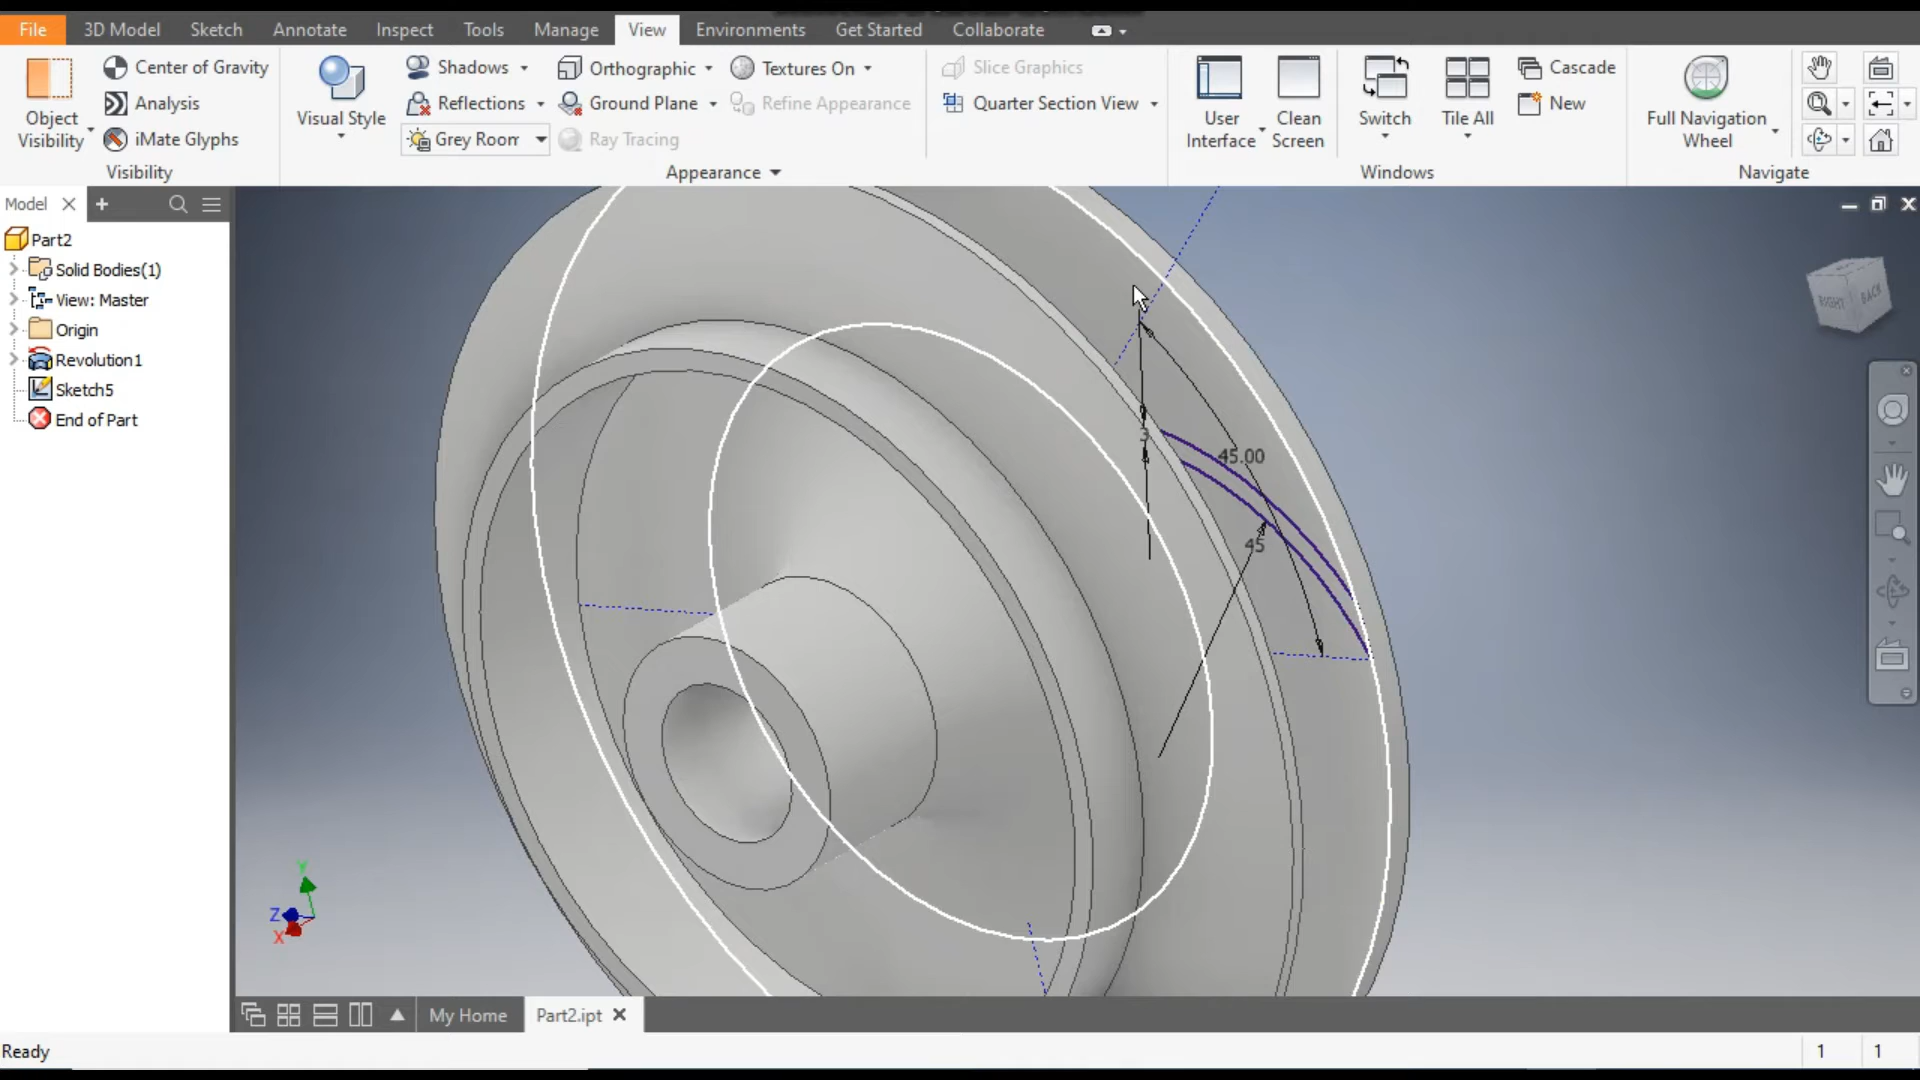 File 3D Model Sketch Annotate Inspect Tools Manage View Environments Get Started Collaborate
Object Visibility
Center of Gravity
Analysis
iMate Glyphs
Visibility
Visual Style
Shadows
Reflections
Grey Room
Orthographic
Ground Plane
Ray Tracing
Textures On
Refine Appearance
Appearance
Slice Graphics
Quarter Section View
User Interface
Clean Screen
Switch
Tile All
Cascade
New
Windows
Full Navigation Wheel
Navigate
Model
Part2
Solid Bodies(1)
View: Master
Origin
Revolution1
Sketch5
End of Part
RIGHT BACK
3
45.00
45
Y
Z
X
My Home Part2.ipt
Ready 1 1